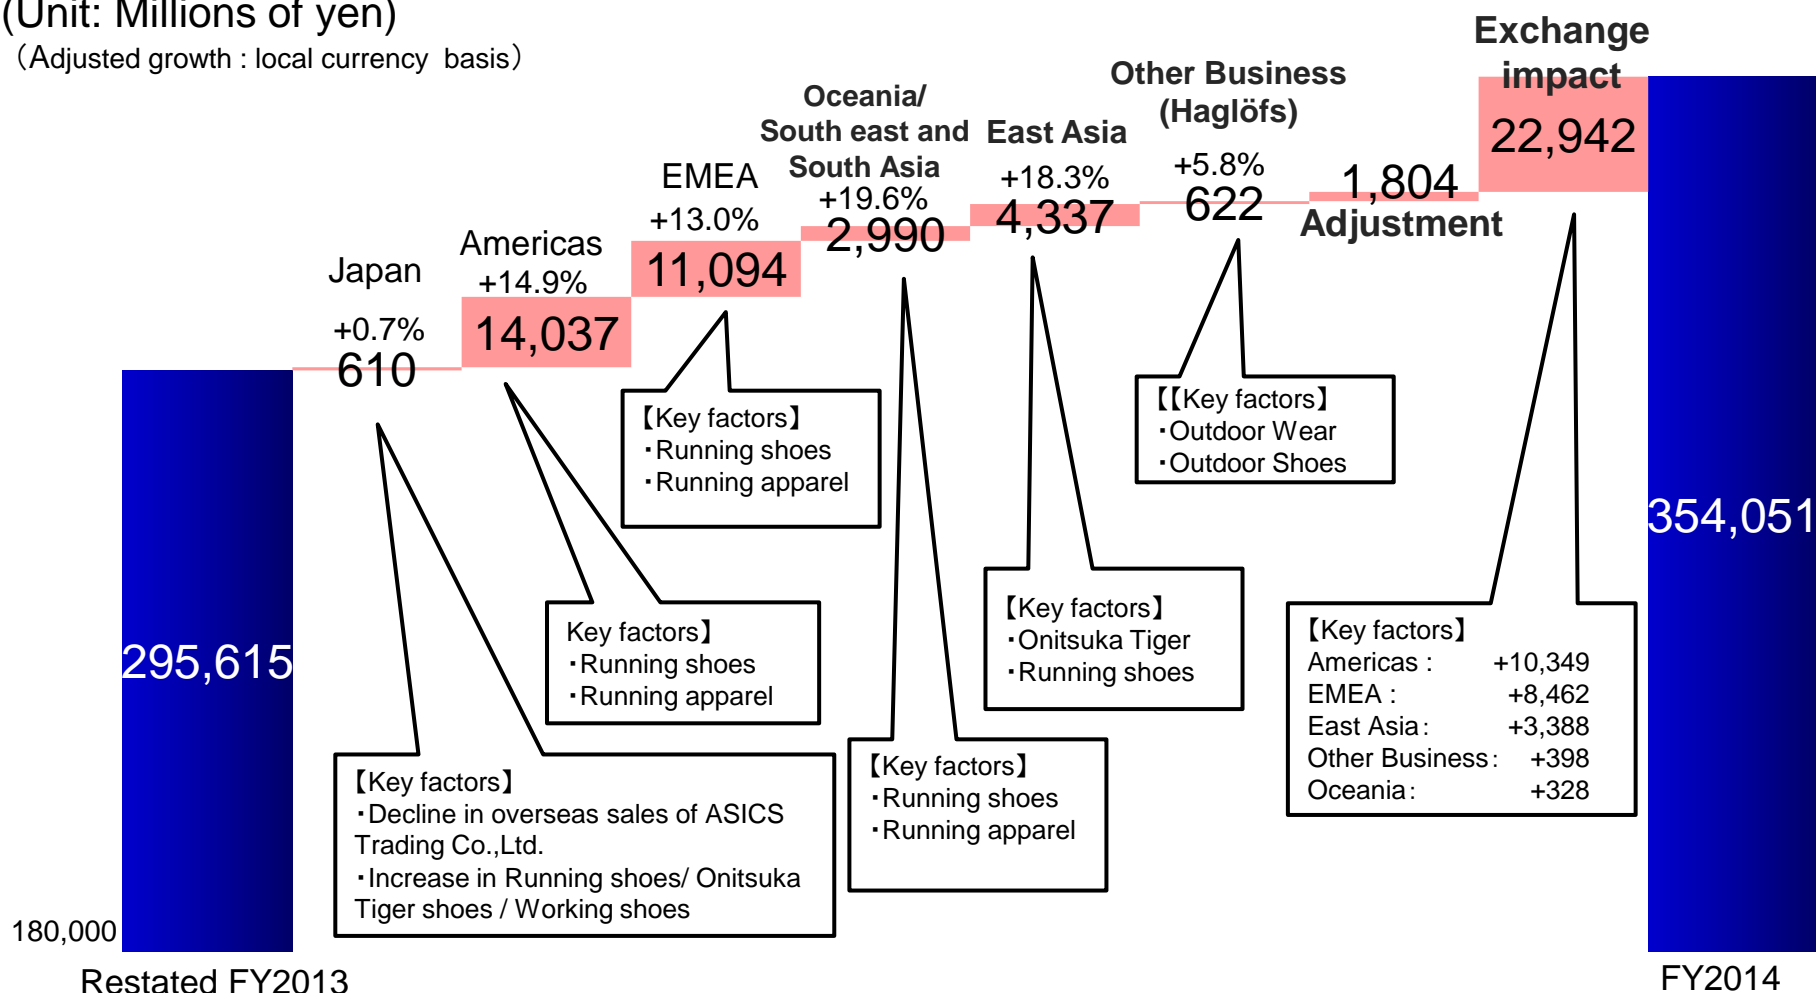 (Unit: Millions of yen)
（Adjusted growth : local currency  basis）
Japan
+0.7%
610
Americas
+14.9%
14,037
EMEA
+13.0%
11,094
Oceania/
South east and
South Asia
+19.6%
2,990
East Asia
+18.3%
4,337
Other Business
(Haglöfs)
+5.8%
622
1,804
Adjustment
Exchange
impact
22,942
295,615
354,051
【Key factors】
・Running shoes
・Running apparel
【【Key factors】
・Outdoor Wear
・Outdoor Shoes
Key factors】
・Running shoes
・Running apparel
【Key factors】
・Onitsuka Tiger
・Running shoes
【Key factors】
Americas : +10,349
EMEA : +8,462
East Asia: +3,388
Other Business: +398
Oceania: +328
【Key factors】
・Decline in overseas sales of ASICS
Trading Co.,Ltd.
・Increase in Running shoes/ Onitsuka
Tiger shoes / Working shoes
【Key factors】
・Running shoes
・Running apparel
180,000
Restated FY2013
FY2014